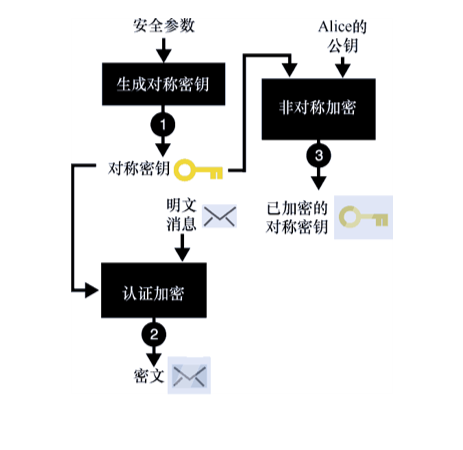 安全参数
Alice的
公钥
生成对称密钥
非对称加密
1
3
对称密钥
明文
消息
已加密的
对称密钥
认证加密
2
密文